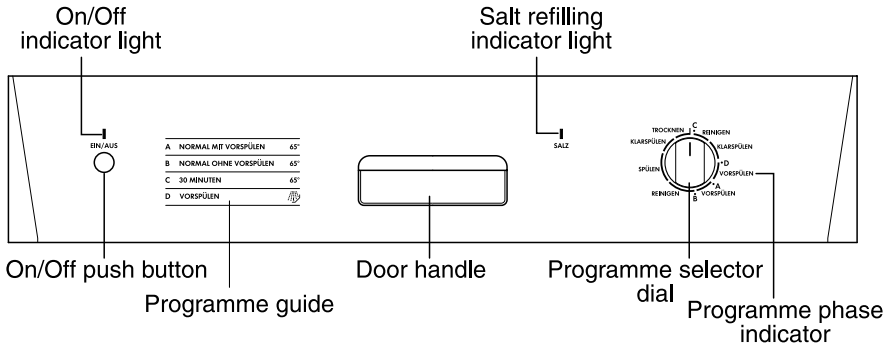 On/Off
indicator light
Salt refilling
indicator light
EIN/AUS
A NORMAL MIT VORSPÜLEN 65°
B NORMAL OHNE VORSPÜLEN 65°
C 30 MINUTEN 65°
D VORSPÜLEN
SALZ
C
TROCKNEN
REINIGEN
KLARSPÜLEN
KLARSPÜLEN
D
SPÜLEN
VORSPÜLEN
A
REINIGEN
VORSPÜLEN
B
On/Off push button
Programme guide
Door handle
Programme selector
dial
Programme phase
indicator